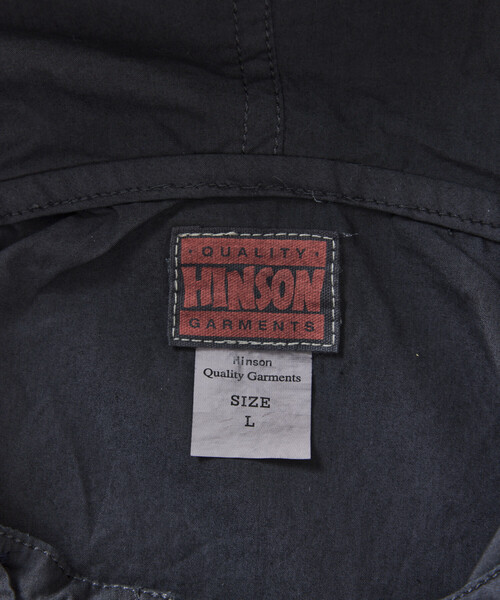 · QUALITY ·
HINSON
GARMENTS
Hinson
Quality Garments
SIZE
L